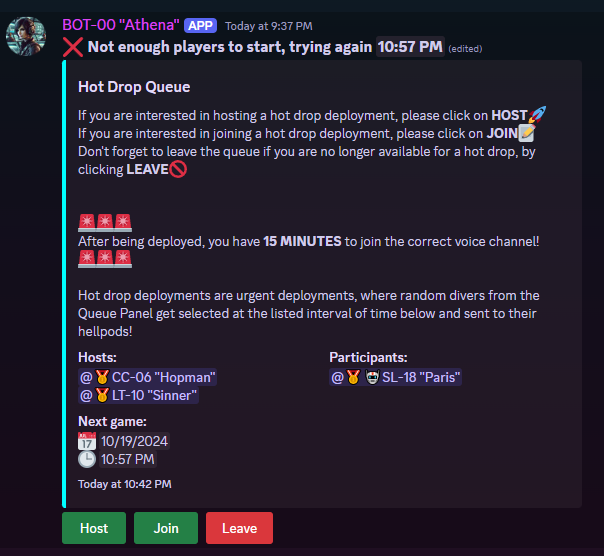 BOT-00 "Athena" APP Today at 9:37 PM
❌ Not enough players to start, trying again 10:57 PM (edited)
Hot Drop Queue
If you are interested in hosting a hot drop deployment, please click on HOST🚀
If you are interested in joining a hot drop deployment, please click on JOIN📝
Don't forget to leave the queue if you are no longer available for a hot drop, by
clicking LEAVE🚫
🚨🚨🚨
After being deployed, you have 15 MINUTES to join the correct voice channel!
🚨🚨🚨
Hot drop deployments are urgent deployments, where random divers from the
Queue Panel get selected at the listed interval of time below and sent to their
hellpods!
Hosts:
@🏅CC-06 "Hopman"
@🏅LT-10 "Sinner"
Participants:
@🏅 SL-18 "Paris"
Next game:
📅 10/19/2024
🕒 10:57 PM
Today at 10:42 PM
Host Join Leave